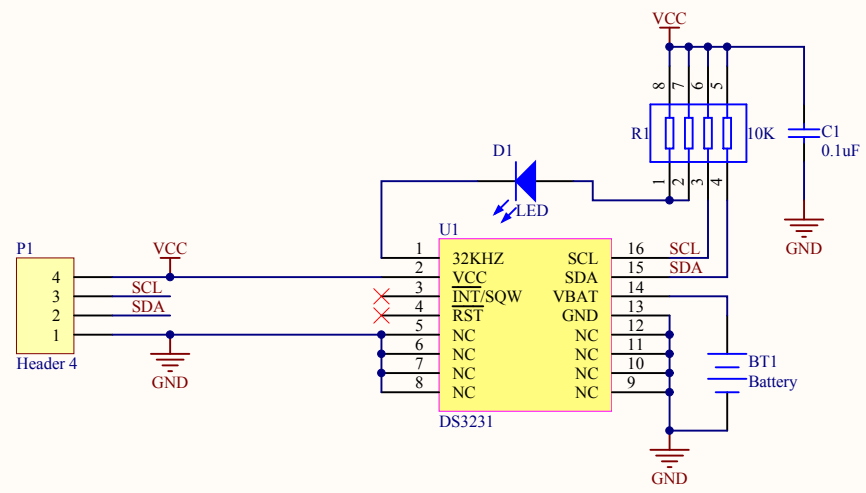 VCC
8 7 6 5
R1 10K
C1
0.1uF
1 2 3 4
GND
D1
LED
U1
P1
4
3
2
1
Header 4
VCC
SCL
SDA
GND
1 32KHZ SCL 16 SCL
2 VCC SDA 15 SDA
3 INT/SQW VBAT 14
4 RST GND 13
5 NC NC 12
6 NC NC 11
7 NC NC 10
8 NC NC 9
DS3231
BT1
Battery
GND